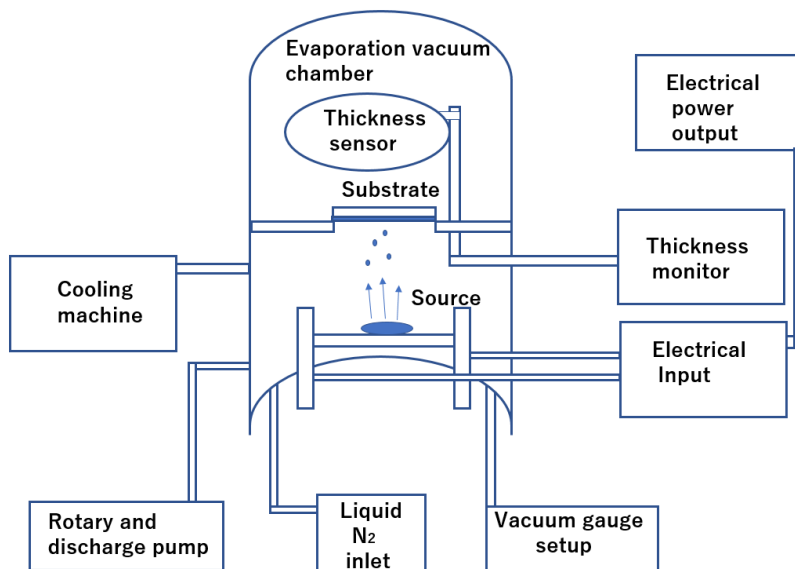 Evaporation vacuum
chamber
Thickness
sensor
Substrate
Source
Electrical
power
output
Thickness
monitor
Cooling
machine
Electrical
Input
Rotary and
discharge pump
Liquid
N₂
inlet
Vacuum gauge
setup